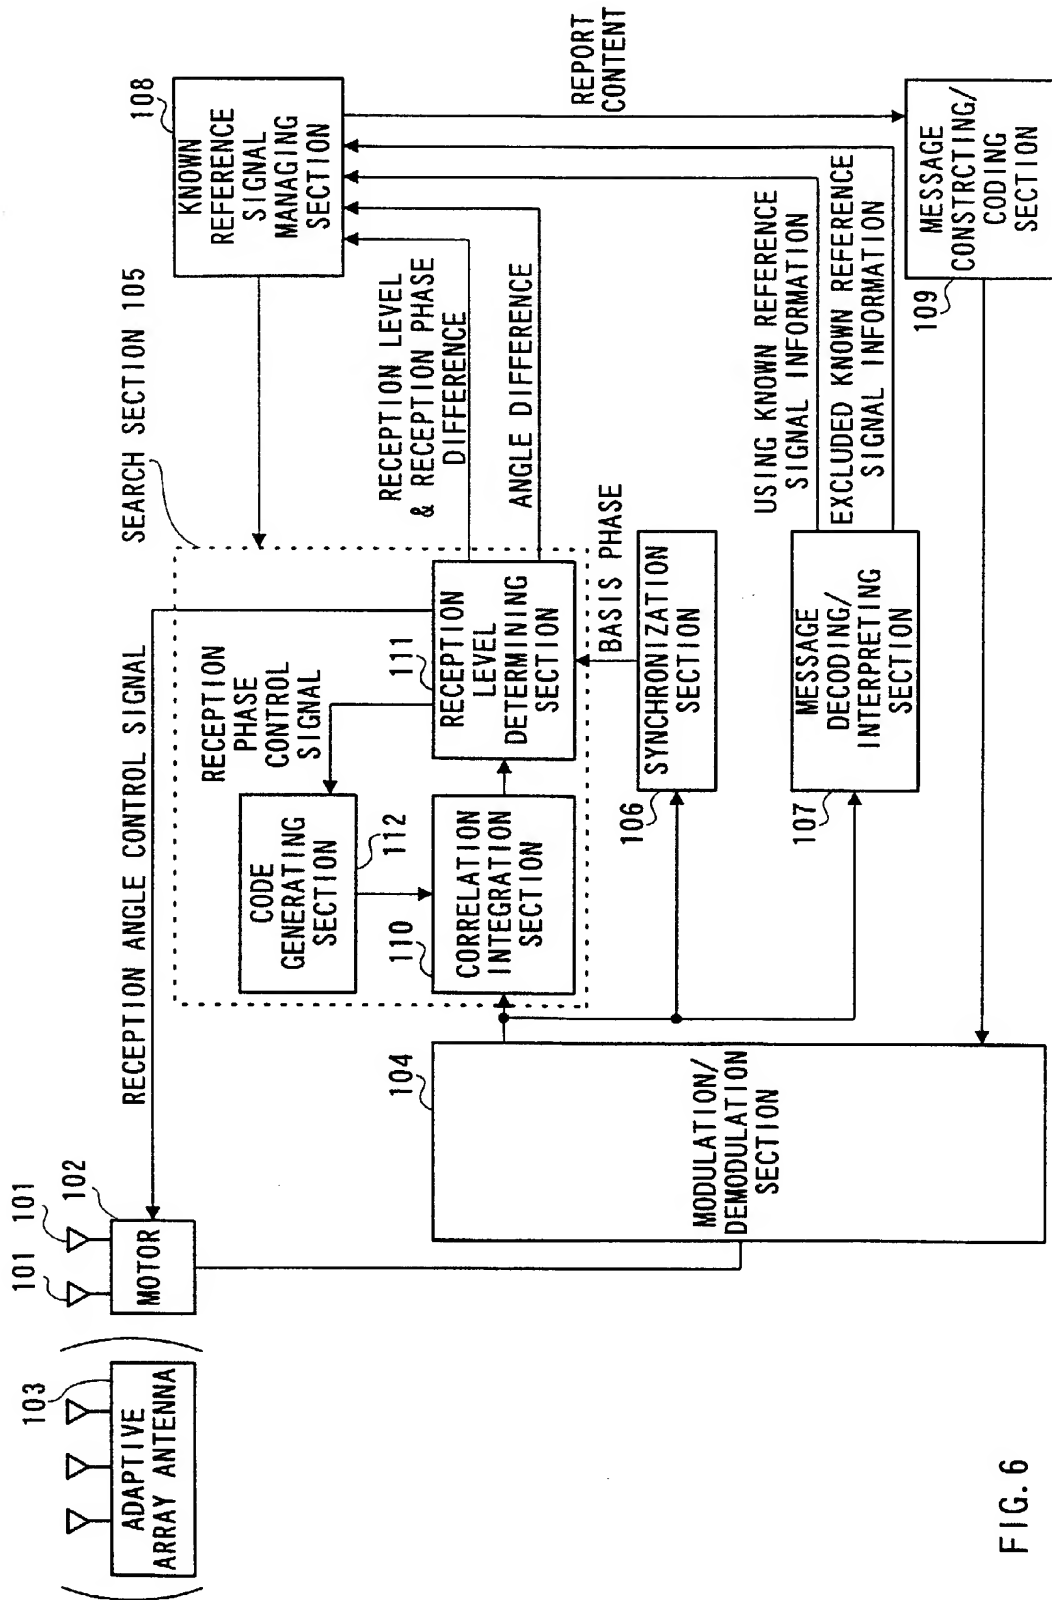 101
101
102
MOTOR
103
ADAPTIVE
ARRAY ANTENNA
RECEPTION ANGLE CONTROL SIGNAL
SEARCH SECTION 105
108
KNOWN
REFERENCE
SIGNAL
MANAGING
SECTION
RECEPTION
PHASE
CONTROL
SIGNAL
CODE
GENERATING
SECTION
112
111
RECEPTION
LEVEL
DETERMINING
SECTION
110
CORRELATION
INTEGRATION
SECTION
RECEPTION LEVEL
& RECEPTION PHASE
DIFFERENCE
ANGLE DIFFERENCE
REPORT
CONTENT
BASIS PHASE
104
MODULATION/
DEMODULATION
SECTION
SYNCHRONIZATION
SECTION
106
MESSAGE
DECODING/
INTERPRETING
SECTION
107
USING KNOWN REFERENCE
SIGNAL INFORMATION
EXCLUDED KNOWN REFERENCE
SIGNAL INFORMATION
MESSAGE
CONSTRCTING/
CODING
SECTION
109
FIG. 6